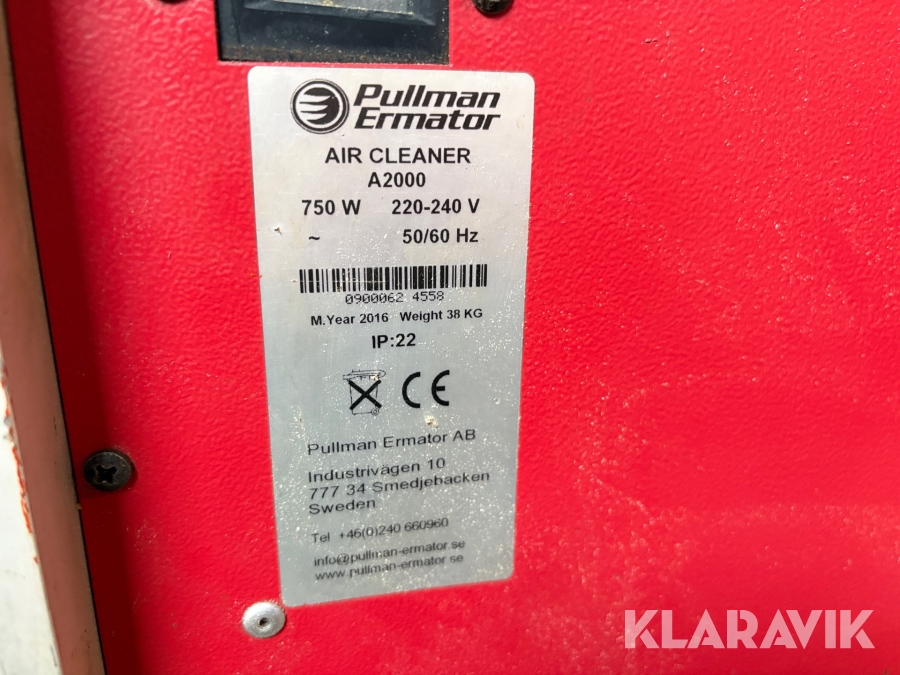 Pullman
Ermator
AIR CLEANER
A2000
750 W 220-240 V
~ 50/60 Hz
0900062 4558
M.Year 2016 Weight 38 KG
IP:22
CE
Pullman Ermator AB
Industrivägen 10
777 34 Smedjebacken
Sweden
Tel +46(0)240 660960
info@pullman-ermator.se
www.pullman-ermator.se
KLARAVIK